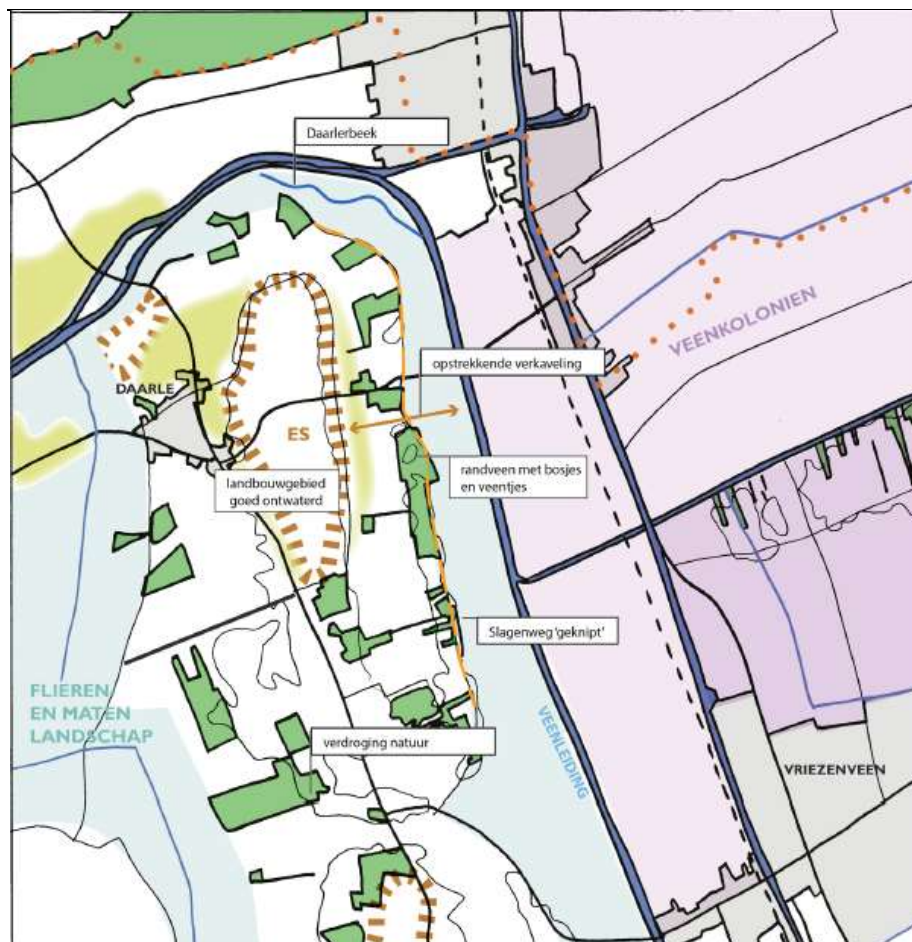 Daarlerbeek
VEENKOLONIEN
opstrekkende verkaveling
DAARLE
ES
randveen met bosjes
en veentjes
landbouwgebied
goed ontwaterd
Slagenweg 'geknipt'
FLIEREN
EN MATEN
LANDSCHAP
verdroging natuur
VEENLEIDING
VRIEZENVEEN